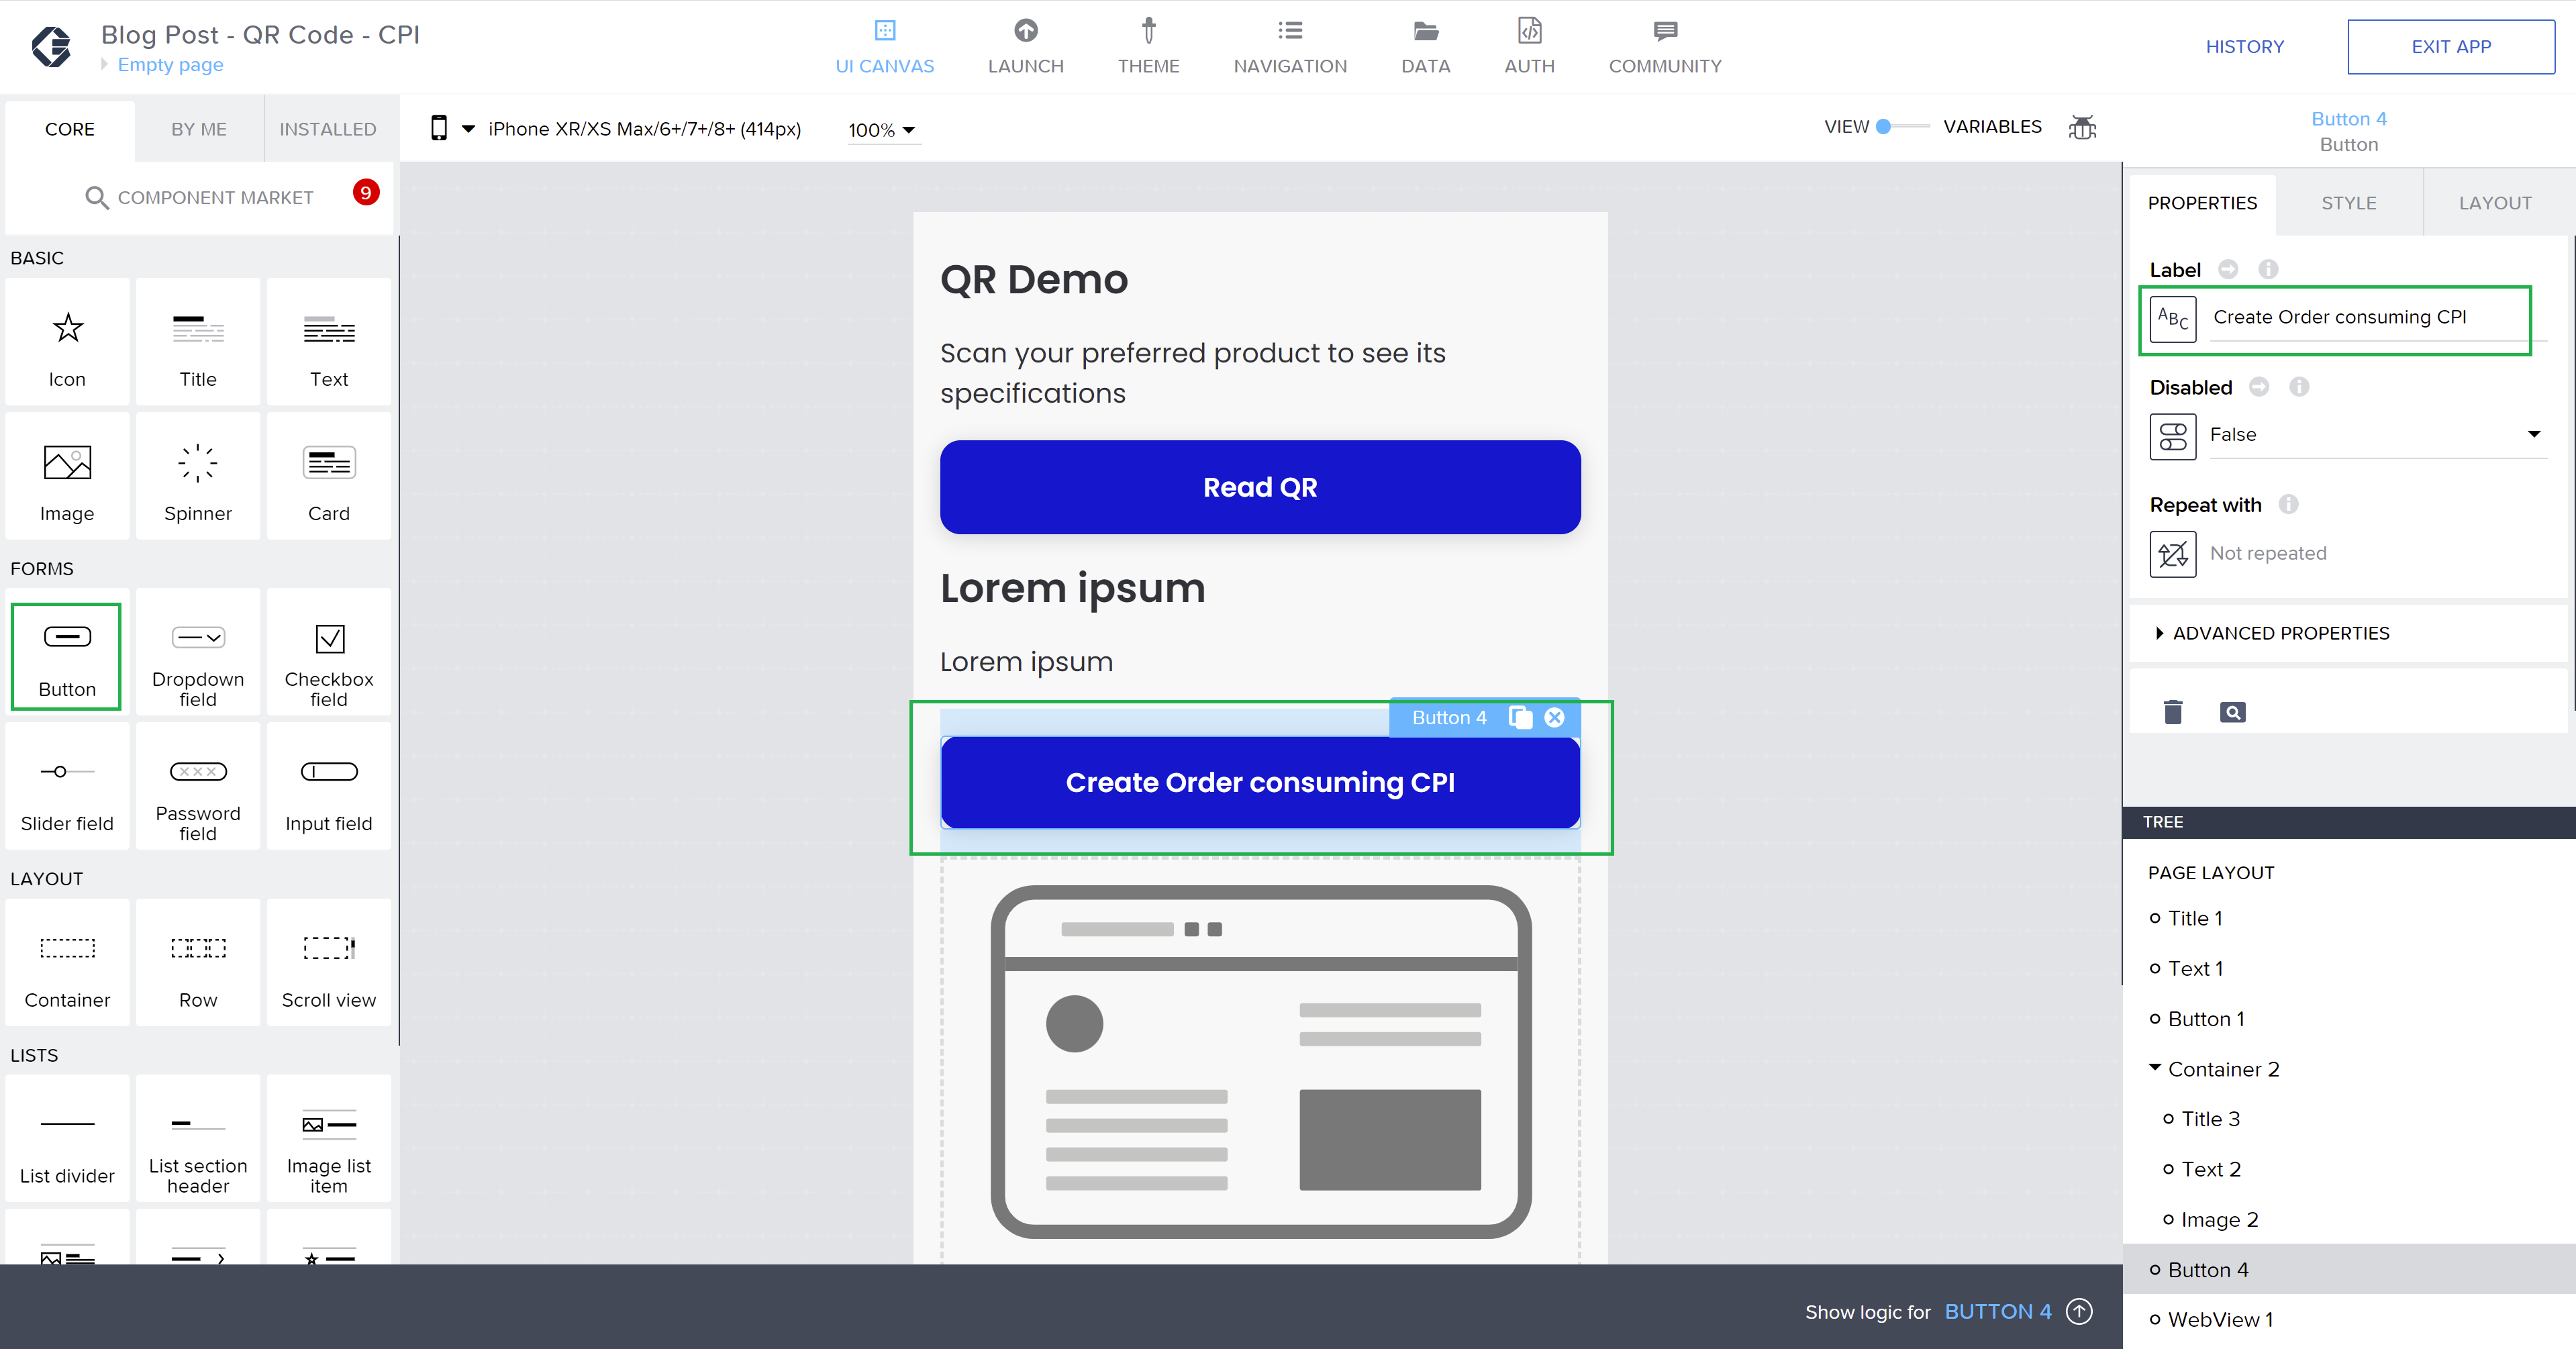 Blog Post - QR Code - CPI
Empty page
UI CANVAS
LAUNCH
THEME
NAVIGATION
DATA
AUTH
COMMUNITY
HISTORY
EXIT APP
CORE
BY ME
INSTALLED
COMPONENT MARKET
9
BASIC
Icon
Title
Text
Image
Spinner
Card
FORMS
Button
Dropdown
field
Checkbox
field
Slider field
Password
field
Input field
LAYOUT
Container
Row
Scroll view
LISTS
List divider
List section
header
Image list
item
iPhone XR/XS Max/6+/7+/8+ (414px)
100%
VIEW
VARIABLES
QR Demo
Scan your preferred product to see its
specifications
Read QR
Lorem ipsum
Lorem ipsum
Button 4
Create Order consuming CPI
Show logic for BUTTON 4
Button 4
Button
PROPERTIES
STYLE
LAYOUT
Label
ABC
Create Order consuming CPI
Disabled
False
Repeat with
Not repeated
ADVANCED PROPERTIES
TREE
PAGE LAYOUT
Title 1
Text 1
Button 1
Container 2
Title 3
Text 2
Image 2
Button 4
WebView 1